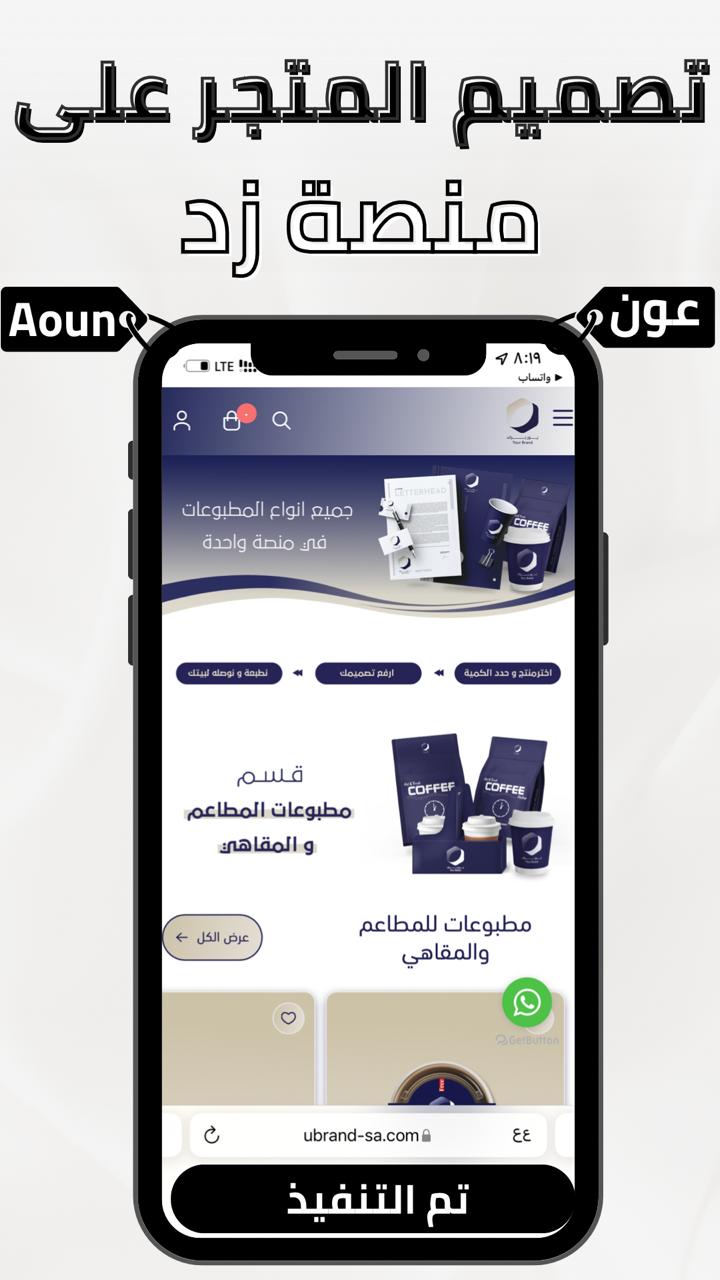 تصميم المتجر على
منصة زد
Aoun
عون
LTE
٨:١٩
واتساب
Your Brand
جميع انواع المطبوعات
في منصة واحدة
LETTERHEAD
COFFEE
اخترمنتج و حدد الكمية
ارفع تصميمك
نطبعة و نوصله لبيتك
قسم
مطبوعات المطاعم
و المقاهي
COFFEE
COFFEE
مطبوعات للمطاعم
والمقاهي
عرض الكل
GetButton
ubrand-sa.com
عع
تم التنفيذ